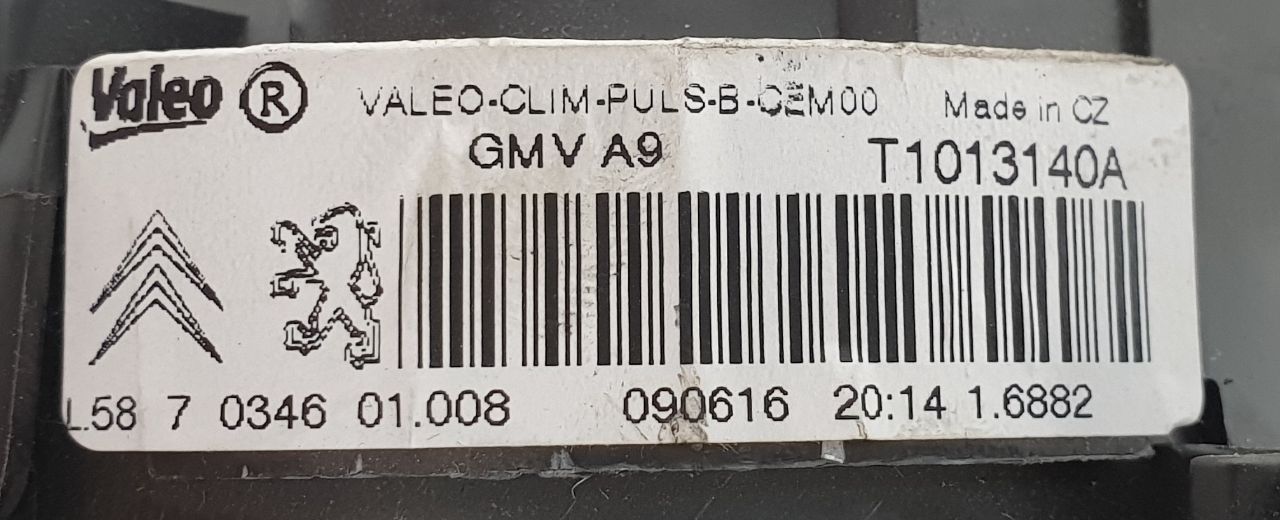 Valeo ® VALEO-CLIM-PULS-B-CEM00 Made in CZ
GMV A9 T1013140A
L58 7 0346 01.008 090616 20:14 1.6882